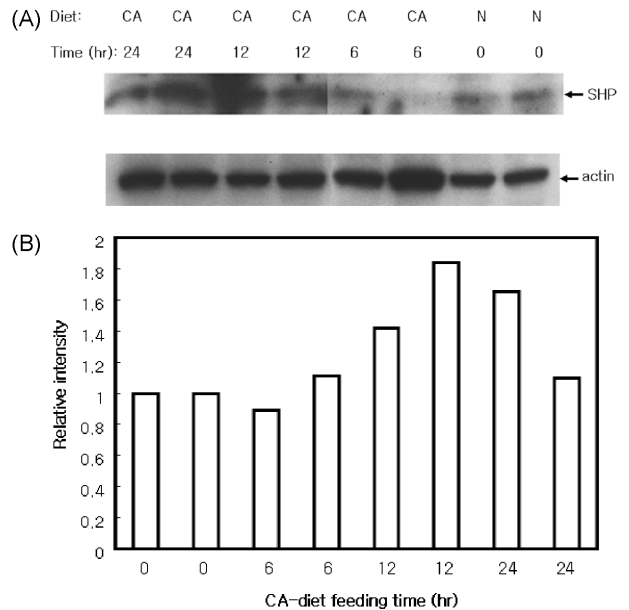 (A)
Diet: CA CA CA CA CA CA N N
Time (hr): 24 24 12 12 6 6 0 0
SHP
actin
(B)
2
1,8
1,6
1,4
1,2
1
0,8
0,6
0,4
0,2
0
Relative intensity
0 0 6 6 12 12 24 24
CA-diet feeding time (hr)